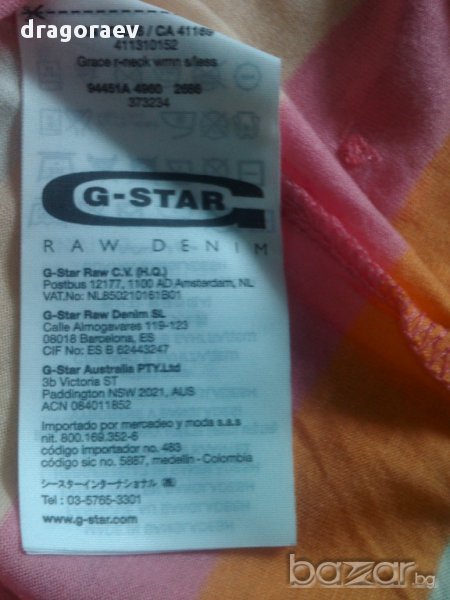 dragoraev
/ CA 41169
411310152
Grace r-neck wmn s/less
94451A 4960 2686
373234
G-STAR
RAW DENIM
G-Star Raw C.V. (H.Q.)
Postbus 12177, 1100 AD Amsterdam, NL
VAT.No: NL850210161B01
G-Star Raw Denim SL
Calle Almogavares 119-123
08018 Barcelona, ES
CIF No: ES B 62443247
G-Star Australia PTY.Ltd
3b Victoria ST
Paddington NSW 2021, AUS
ACN 084011852
Importado por mercadeo y moda s.a.s
nit. 800.169.352-6
código importador no. 483
código sic no. 5887, medellin - Colombia
シースターインターナショナル (株)
Tel : 03-5765-3301
www.g-star.com
bazar.bg